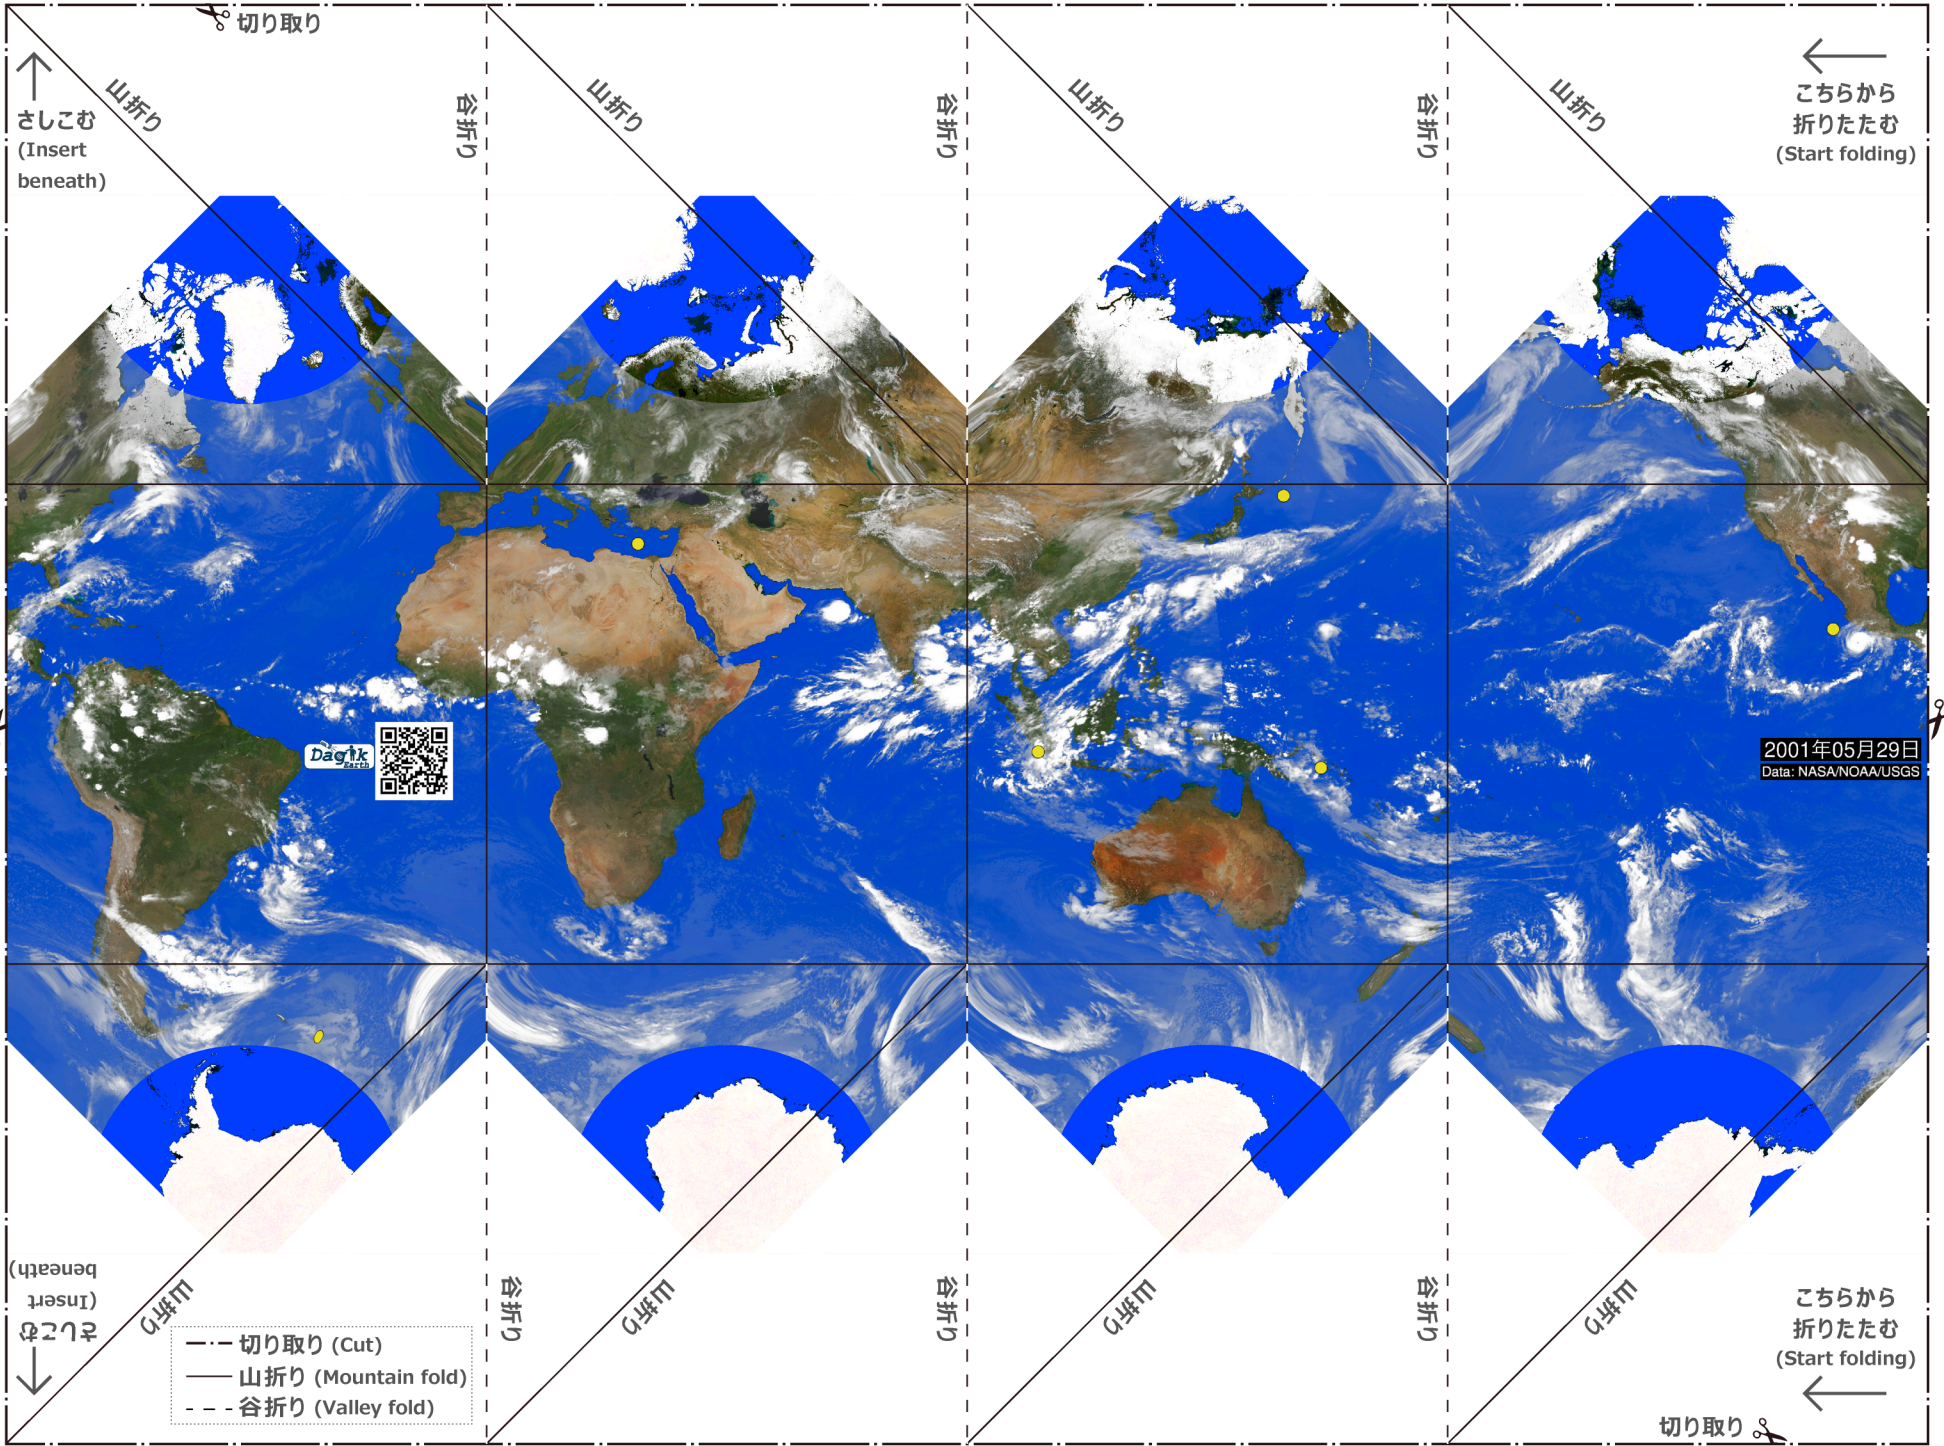 切り取り
山折り
谷折り
山折り
谷折り
山折り
谷折り
山折り
さしこむ
(Insert
beneath)
こちらから
折りたたむ
(Start folding)
Dagik
Earth
2001年05月29日
Data: NASA/NOAA/USGS
さしこむ
(Insert
beneath)
山折り
谷折り
山折り
谷折り
山折り
谷折り
山折り
こちらから
折りたたむ
(Start folding)
切り取り (Cut)
山折り (Mountain fold)
谷折り (Valley fold)
切り取り